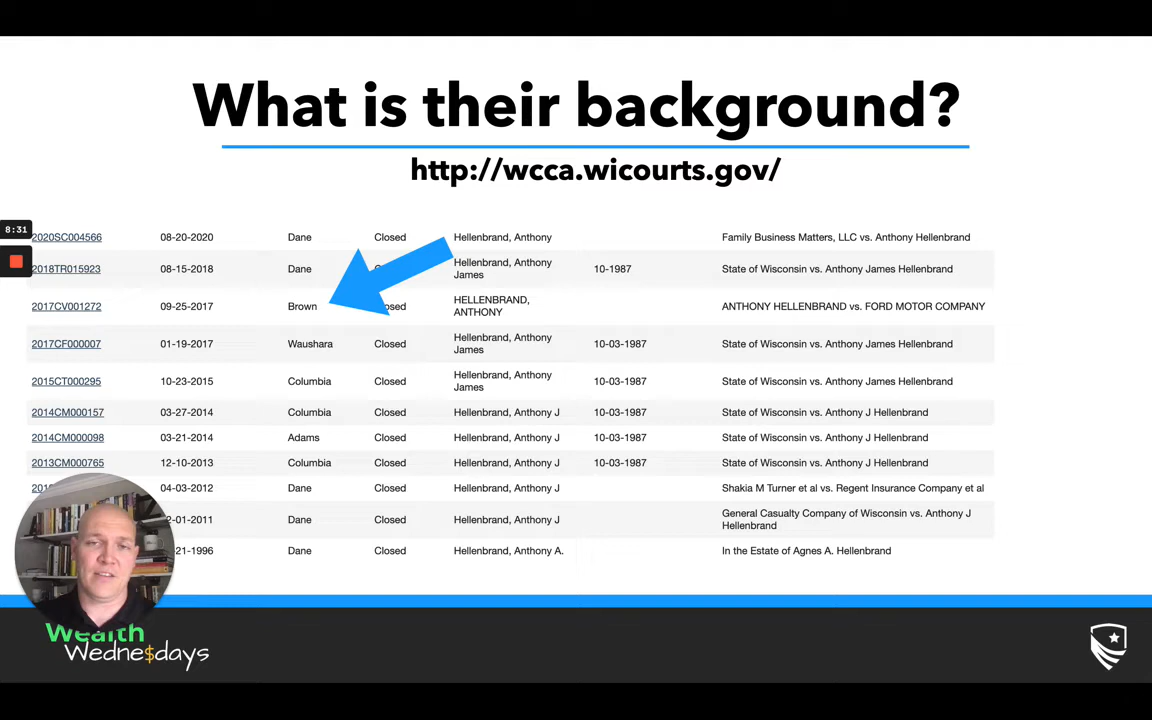 What is their background?
http://wcca.wicourts.gov/
8:31
2020SC004566 08-20-2020 Dane Closed Hellenbrand, Anthony Family Business Matters, LLC vs. Anthony Hellenbrand
2018TR015923 08-15-2018 Dane Hellenbrand, Anthony James 10-1987 State of Wisconsin vs. Anthony James Hellenbrand
2017CV001272 09-25-2017 Brown osed HELLENBRAND, ANTHONY ANTHONY HELLENBRAND vs. FORD MOTOR COMPANY
2017CF000007 01-19-2017 Waushara Closed Hellenbrand, Anthony James 10-03-1987 State of Wisconsin vs. Anthony James Hellenbrand
2015CT000295 10-23-2015 Columbia Closed Hellenbrand, Anthony James 10-03-1987 State of Wisconsin vs. Anthony James Hellenbrand
2014CM000157 03-27-2014 Columbia Closed Hellenbrand, Anthony J 10-03-1987 State of Wisconsin vs. Anthony J Hellenbrand
2014CM000098 03-21-2014 Adams Closed Hellenbrand, Anthony J 10-03-1987 State of Wisconsin vs. Anthony J Hellenbrand
2013CM000765 12-10-2013 Columbia Closed Hellenbrand, Anthony J 10-03-1987 State of Wisconsin vs. Anthony J Hellenbrand
04-03-2012 Dane Closed Hellenbrand, Anthony J Shakia M Turner et al vs. Regent Insurance Company et al
-01-2011 Dane Closed Hellenbrand, Anthony J General Casualty Company of Wisconsin vs. Anthony J Hellenbrand
21-1996 Dane Closed Hellenbrand, Anthony A. In the Estate of Agnes A. Hellenbrand
Wealth
Wedne$days